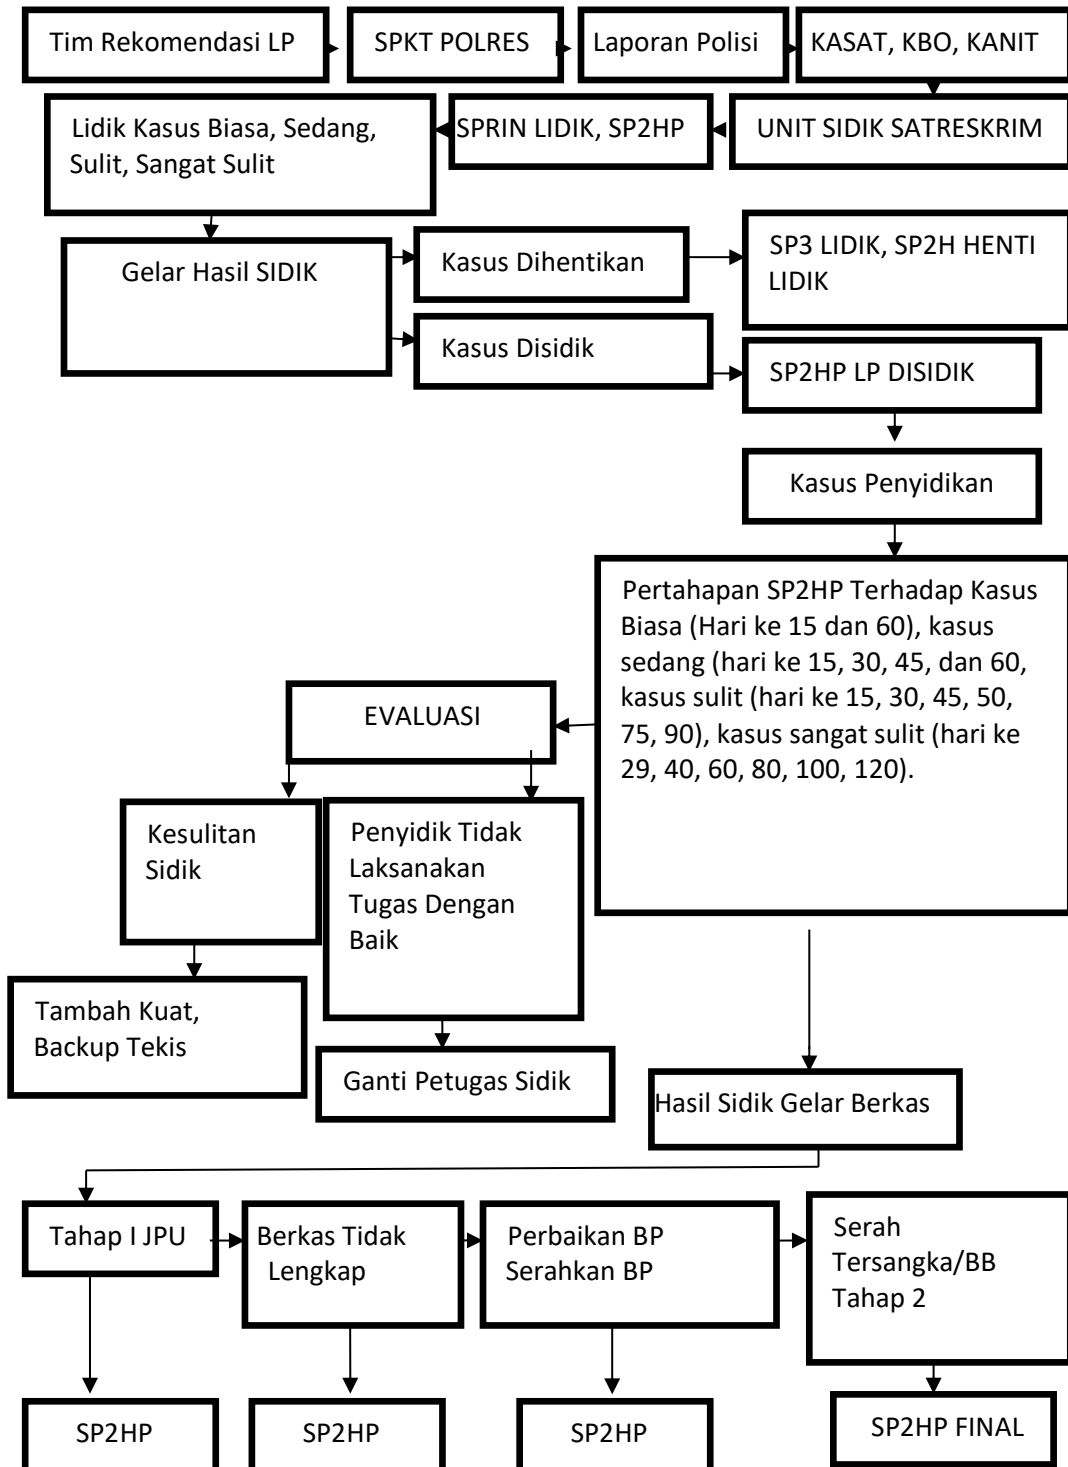 Tim Rekomendasi LP
SPKT POLRES
Laporan Polisi
KASAT, KBO, KANIT
Lidik Kasus Biasa, Sedang,
Sulit, Sangat Sulit
SPRIN LIDIK, SP2HP
UNIT SIDIK SATRESKRIM
Gelar Hasil SIDIK
Kasus Dihentikan
SP3 LIDIK, SP2H HENTI
LIDIK
Kasus Disidik
SP2HP LP DISIDIK
Kasus Penyidikan
Pertahapan SP2HP Terhadap Kasus
Biasa (Hari ke 15 dan 60), kasus
sedang (hari ke 15, 30, 45, dan 60,
kasus sulit (hari ke 15, 30, 45, 50,
75, 90), kasus sangat sulit (hari ke
29, 40, 60, 80, 100, 120).
EVALUASI
Kesulitan
Sidik
Penyidik Tidak
Laksanakan
Tugas Dengan
Baik
Tambah Kuat,
Backup Tekis
Ganti Petugas Sidik
Hasil Sidik Gelar Berkas
Tahap I JPU
Berkas Tidak
Lengkap
Perbaikan BP
Serahkan BP
Serah
Tersangka/BB
Tahap 2
SP2HP
SP2HP
SP2HP
SP2HP FINAL